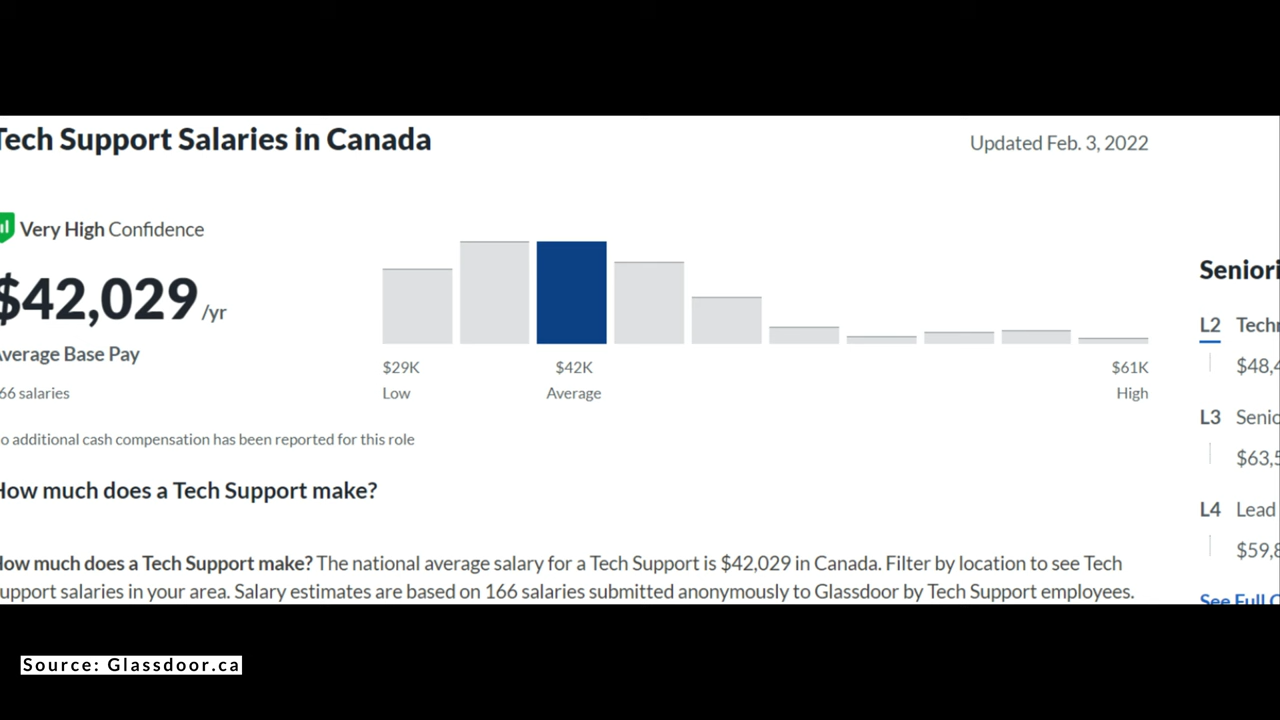 Tech Support Salaries in Canada
Updated Feb. 3, 2022
Very High Confidence
$42,029 /yr
Average Base Pay
66 salaries
$29K
$42K
$61K
Low
Average
High
o additional cash compensation has been reported for this role
How much does a Tech Support make?
How much does a Tech Support make? The national average salary for a Tech Support is $42,029 in Canada. Filter by location to see Tech
upport salaries in your area. Salary estimates are based on 166 salaries submitted anonymously to Glassdoor by Tech Support employees.
Seniori
L2 Techn
$48,4
L3 Senio
$63,5
L4 Lead
$59,8
See Full C
Source: Glassdoor.ca